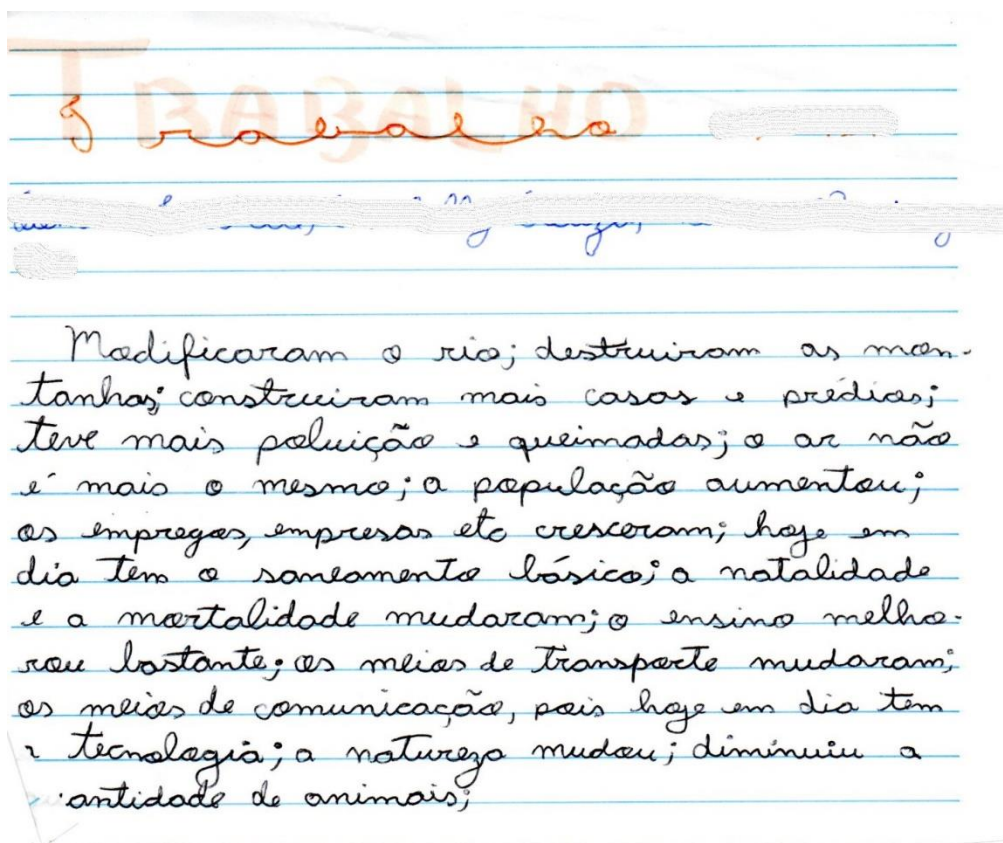 TRABALHO
Trabalho
Modificaram o rio; destruiram as mon-
tanhas; construiram mais casas e prédios;
teve mais poluição e queimadas; o ar não
é mais o mesmo; a população aumentou;
os empregos, empresas etc cresceram; hoje em
dia tem o saneamento básico; a natalidade
e a mortalidade mudaram; o ensino melho-
rou bastante; os meios de transporte mudaram;
os meios de comunicação, pois hoje em dia tem
tecnologia; a natureza mudou; diminuiu a
antidade de animais;